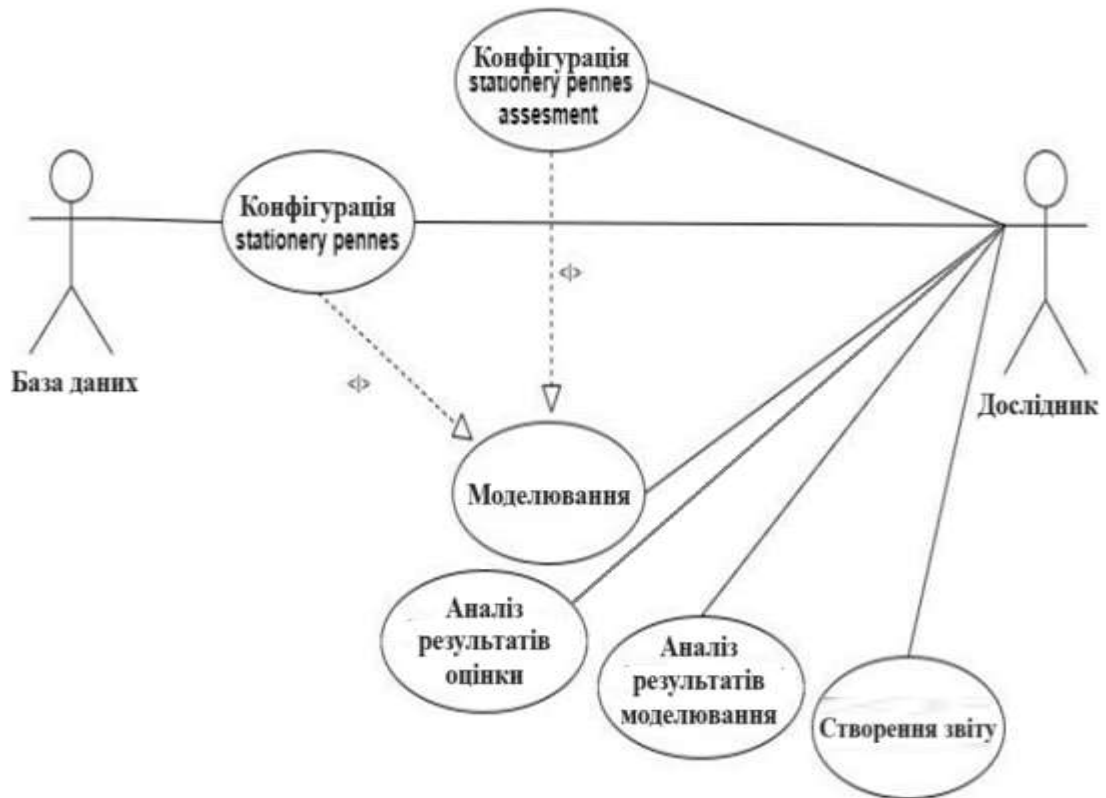 Конфігурація
stationery pennes
assesment
Конфігурація
stationery pennes
<|>
<|>
База даних
Дослідник
Моделювання
Аналіз
результатів
оцінки
Аналіз
результатів
моделювання
Створення звіту